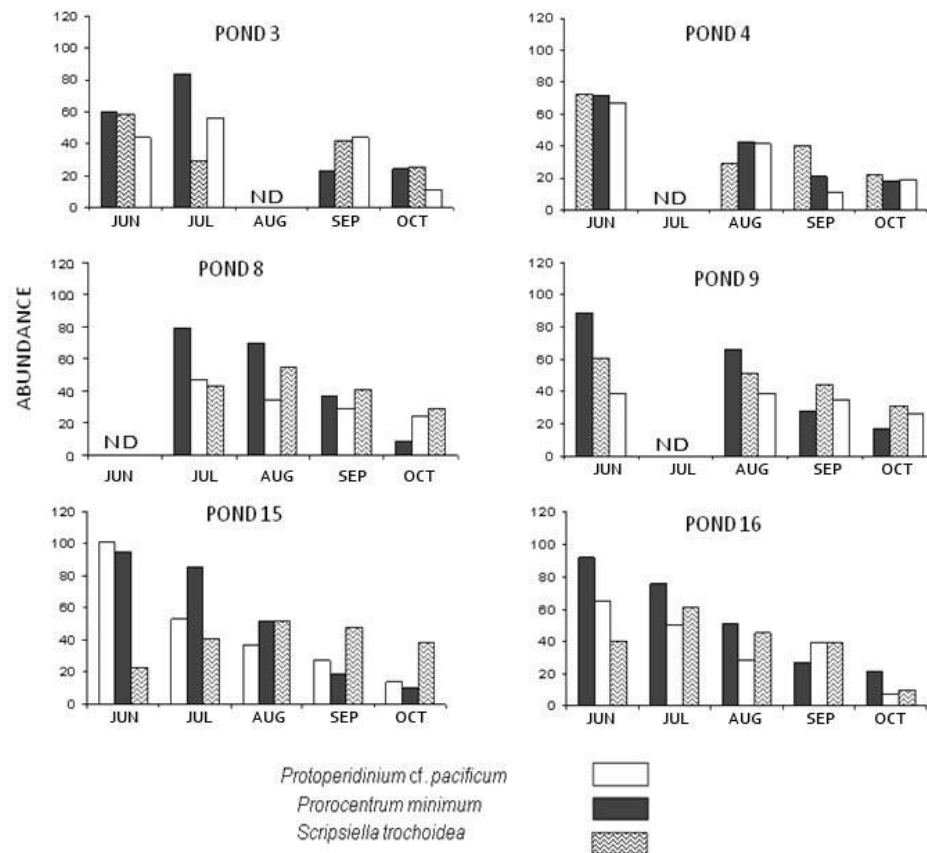 POND 3
120
100
80
60
40
20
0
ND
JUN JUL AUG SEP OCT
POND 4
120
100
80
60
40
20
0
ND
JUN JUL AUG SEP OCT
ABUNDANCE
POND 8
120
100
80
60
40
20
0
ND
JUN JUL AUG SEP OCT
POND 9
120
100
80
60
40
20
0
ND
JUN JUL AUG SEP OCT
POND 15
120
100
80
60
40
20
0
JUN JUL AUG SEP OCT
POND 16
120
100
80
60
40
20
0
JUN JUL AUG SEP OCT
Protoperidinium cf. pacificum
Prorocentrum minimum
Scripsiella trochoidea